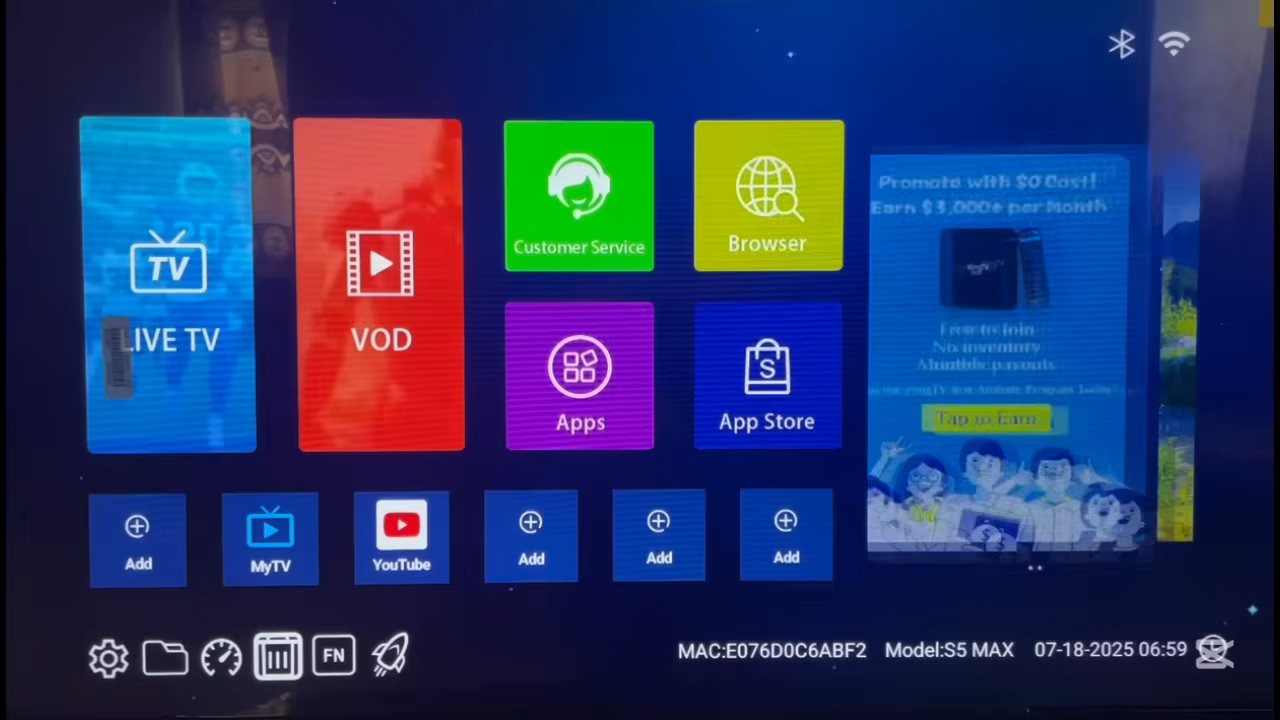 TV
LIVE TV
VOD
Customer Service
Browser
Apps
S
App Store
Promote with $0 Cost!
Earn $3,000+ per Month
Free to Join
No inventory
Monthly payouts
Tap to Earn
Add
MyTV
YouTube
Add
Add
Add
FN
MAC:E076D0C6ABF2 Model:S5 MAX 07-18-2025 06:59